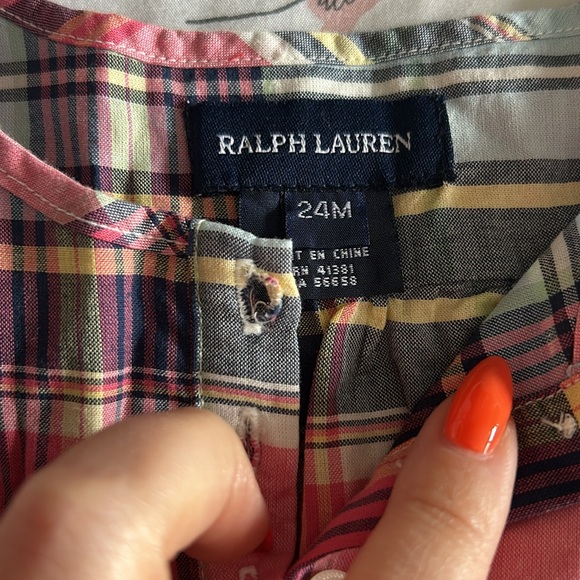 RALPH LAUREN
24M
EN CHINE
RN 41381
A 56658